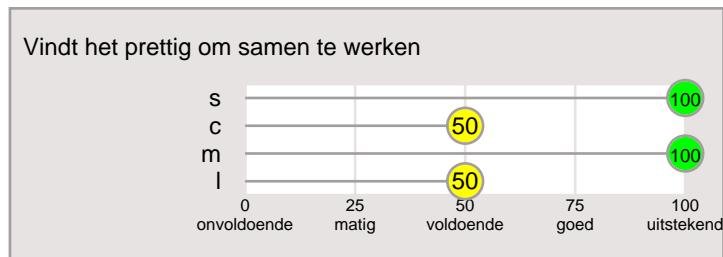 Vindt het prettig om samen te werken
s 100
c 50
m 100
l 50
0 25 50 75 100
onvoldoende matig voldoende goed uitstekend